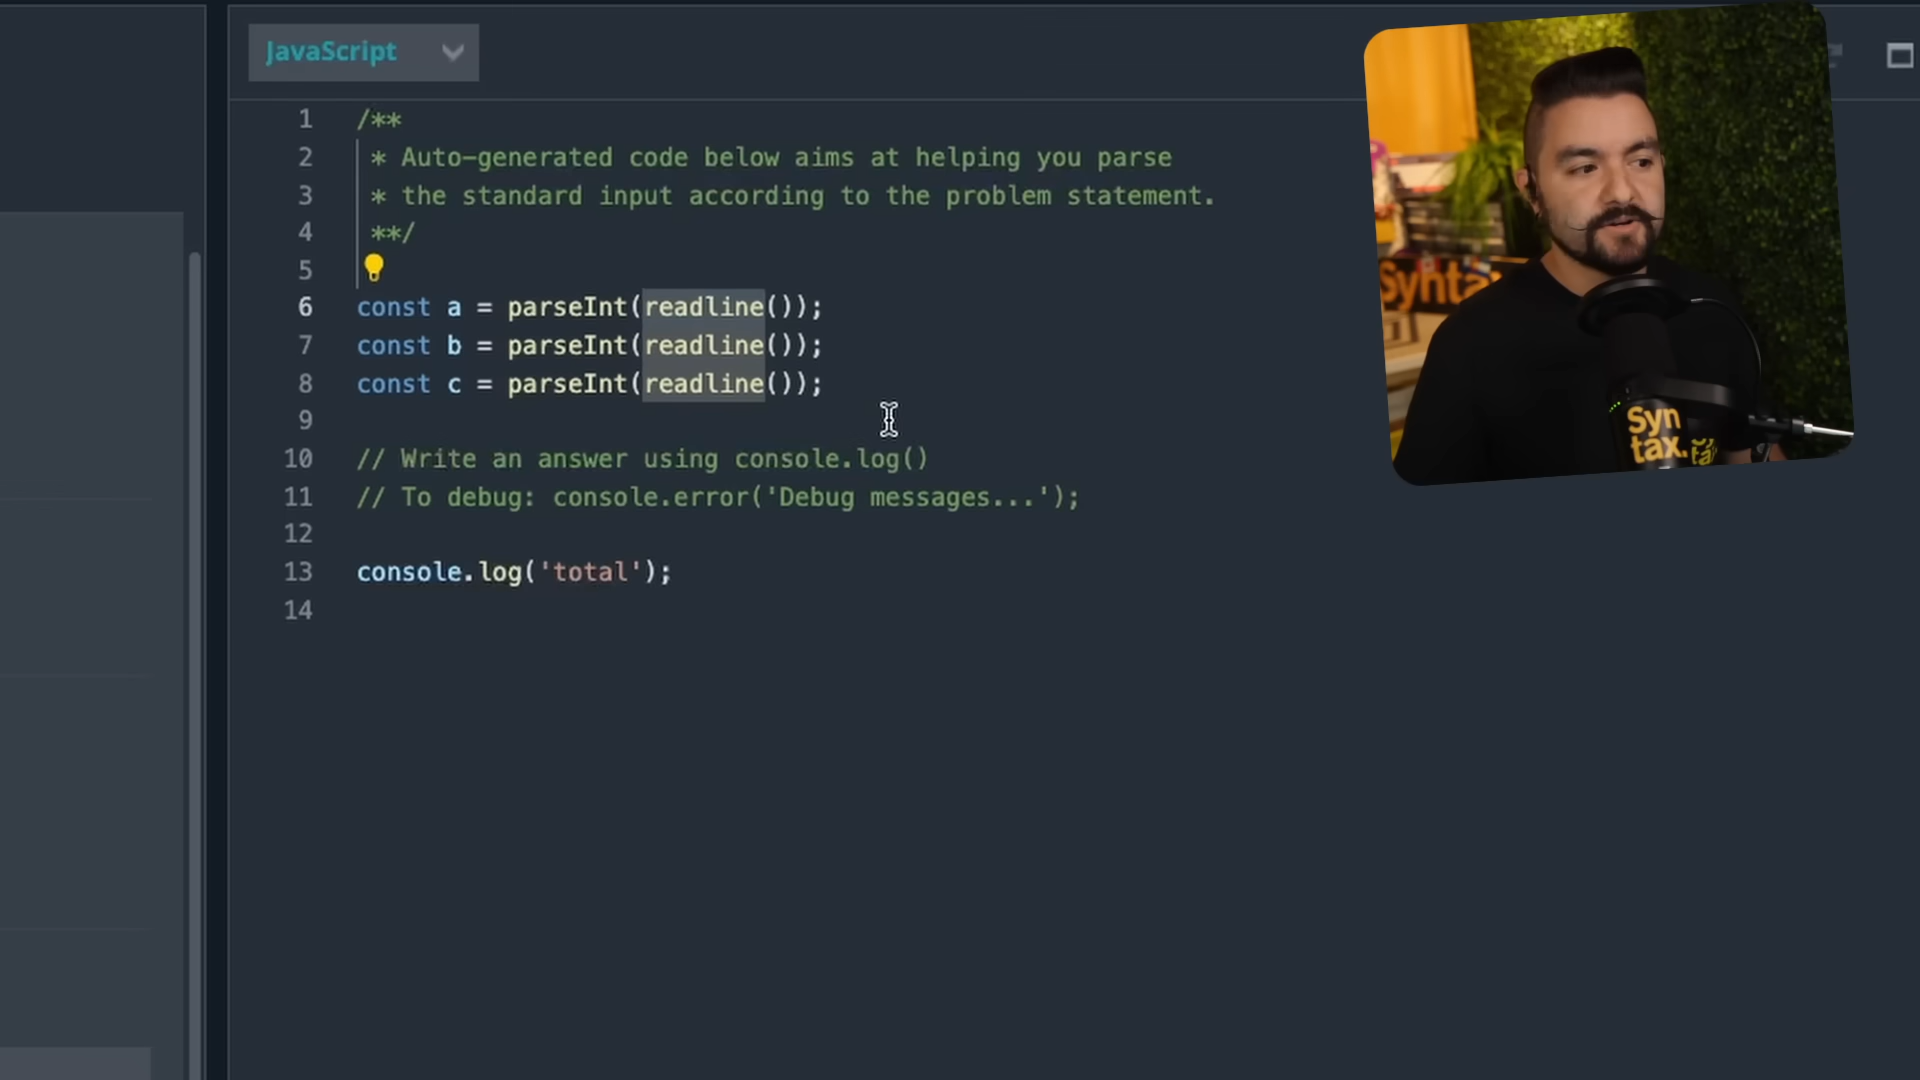 JavaScript
1 /**
2 * Auto-generated code below aims at helping you parse
3 * the standard input according to the problem statement.
4 **/
5
6 const a = parseInt(readline());
7 const b = parseInt(readline());
8 const c = parseInt(readline());
9
10 // Write an answer using console.log()
11 // To debug: console.error('Debug messages...');
12
13 console.log('total');
14
Synta
Syn
tax.